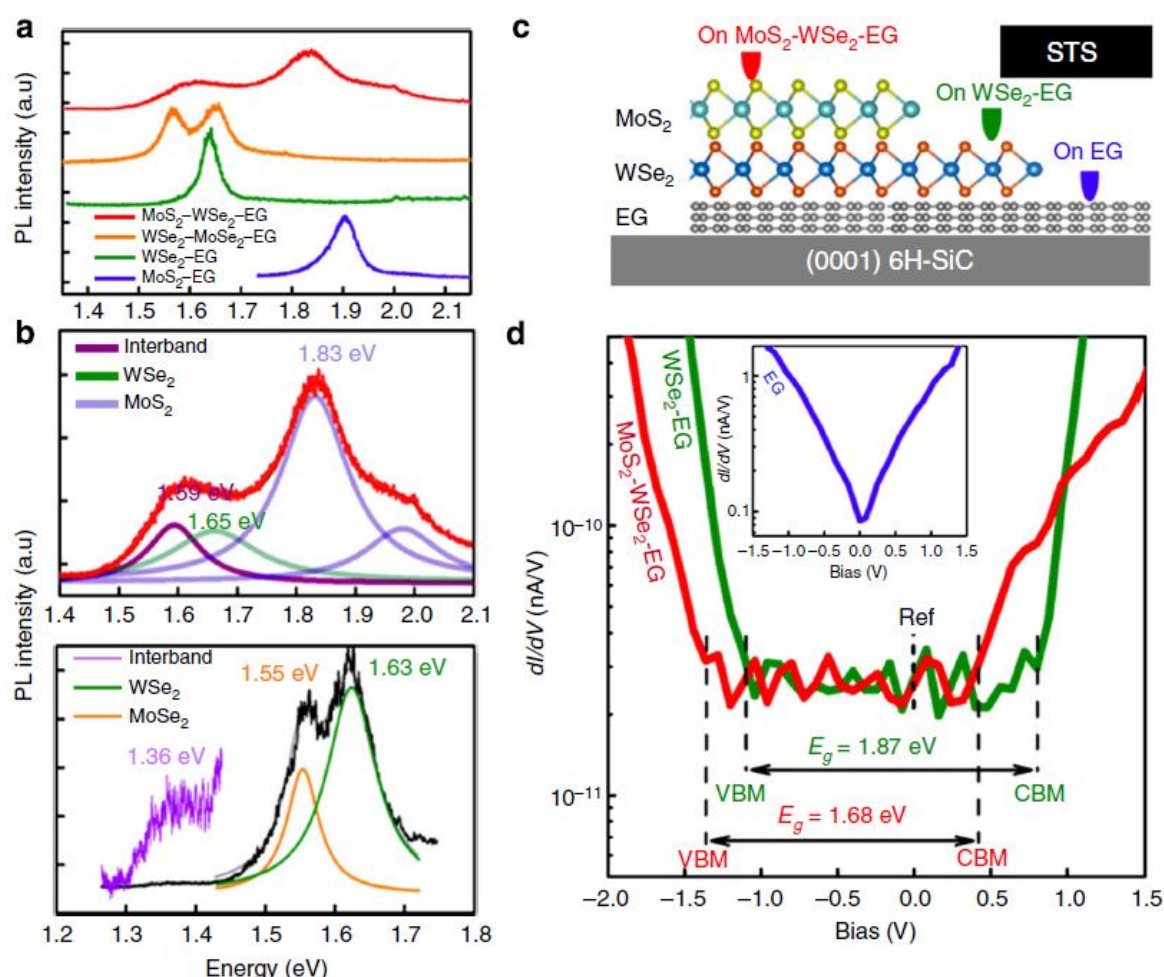 a
PL intensity (a.u)
MoS2–WSe2–EG
WSe2–MoSe2–EG
WSe2–EG
MoS2–EG
1.4 1.5 1.6 1.7 1.8 1.9 2.0 2.1
b
Interband
WSe2
MoS2
1.83 eV
1.59 eV
1.65 eV
1.4 1.5 1.6 1.7 1.8 1.9 2.0 2.1
PL intensity (a.u)
Interband
WSe2
MoSe2
1.55 eV
1.63 eV
1.36 eV
1.2 1.3 1.4 1.5 1.6 1.7 1.8
Energy (eV)
c
On MoS2-WSe2-EG
STS
On WSe2-EG
On EG
MoS2
WSe2
EG
(0001) 6H-SiC
d
WSe2-EG
MoS2-WSe2-EG
EG
dI/dV (nA/V)
1
0.1
–1.5 –1.0 –0.5 0.0 0.5 1.0 1.5
Bias (V)
dI/dV (nA/V)
10–10
10–11
Ref
Eg = 1.87 eV
VBM
CBM
Eg = 1.68 eV
VBM
CBM
–2.0 –1.5 –1.0 –0.5 0.0 0.5 1.0 1.5
Bias (V)